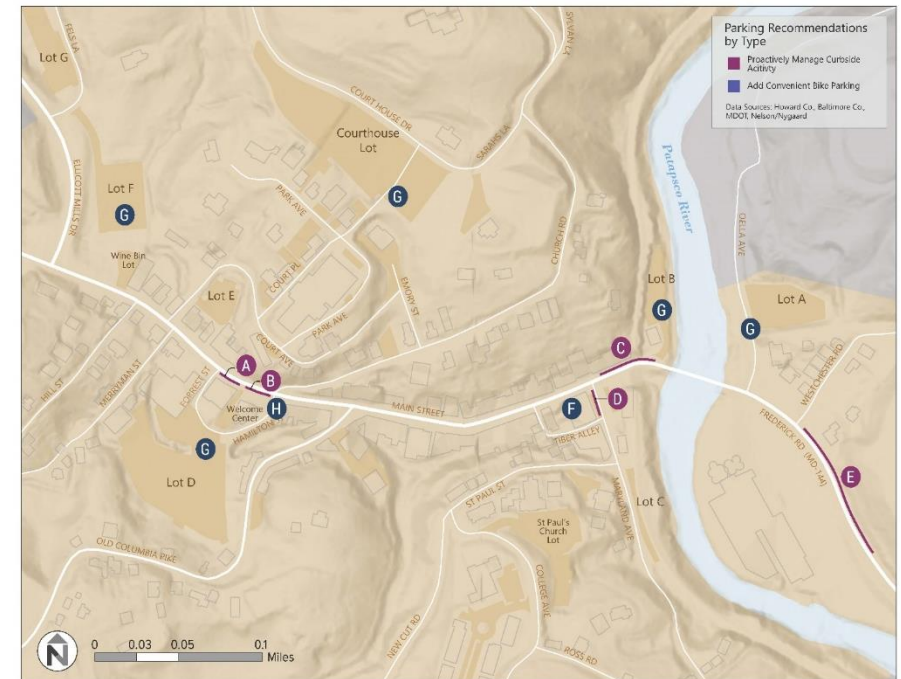 Parking Recommendations
by Type
Proactively Manage Curbside
Acitivity
Add Convenient Bike Parking
Data Sources: Howard Co., Baltimore Co.,
MDOT, Nelson/Nygaard
FELS LA
Lot G
SYLVAN LA
COURT HOUSE DR
Courthouse
Lot
SARAHS LA
Patapsco River
ELLICOTT MILLS DR
Lot F
G
G
PARK AVE
DELLA AVE
CHURCH RD
Wine Bin
Lot
COURT PL
EMORY ST
Lot B
Lot A
Lot E
G
G
PARK AVE
COURT AVE
WESTCHESTER RD
HILL ST
MERRYMAN ST
FORREST ST
A
B
C
Welcome
Center
H
MAIN STREET
F
D
FREDERICK RD (MD-144)
HAMILTON
TIBER ALLEY
G
E
Lot D
ST PAUL ST
MARYLAND AVE
Lot C
St Paul's
Church
Lot
OLD COLUMBIA PIKE
NEW CUT RD
COLLEGE AVE
ROSS RD
N
0 0.03 0.05 0.1
Miles